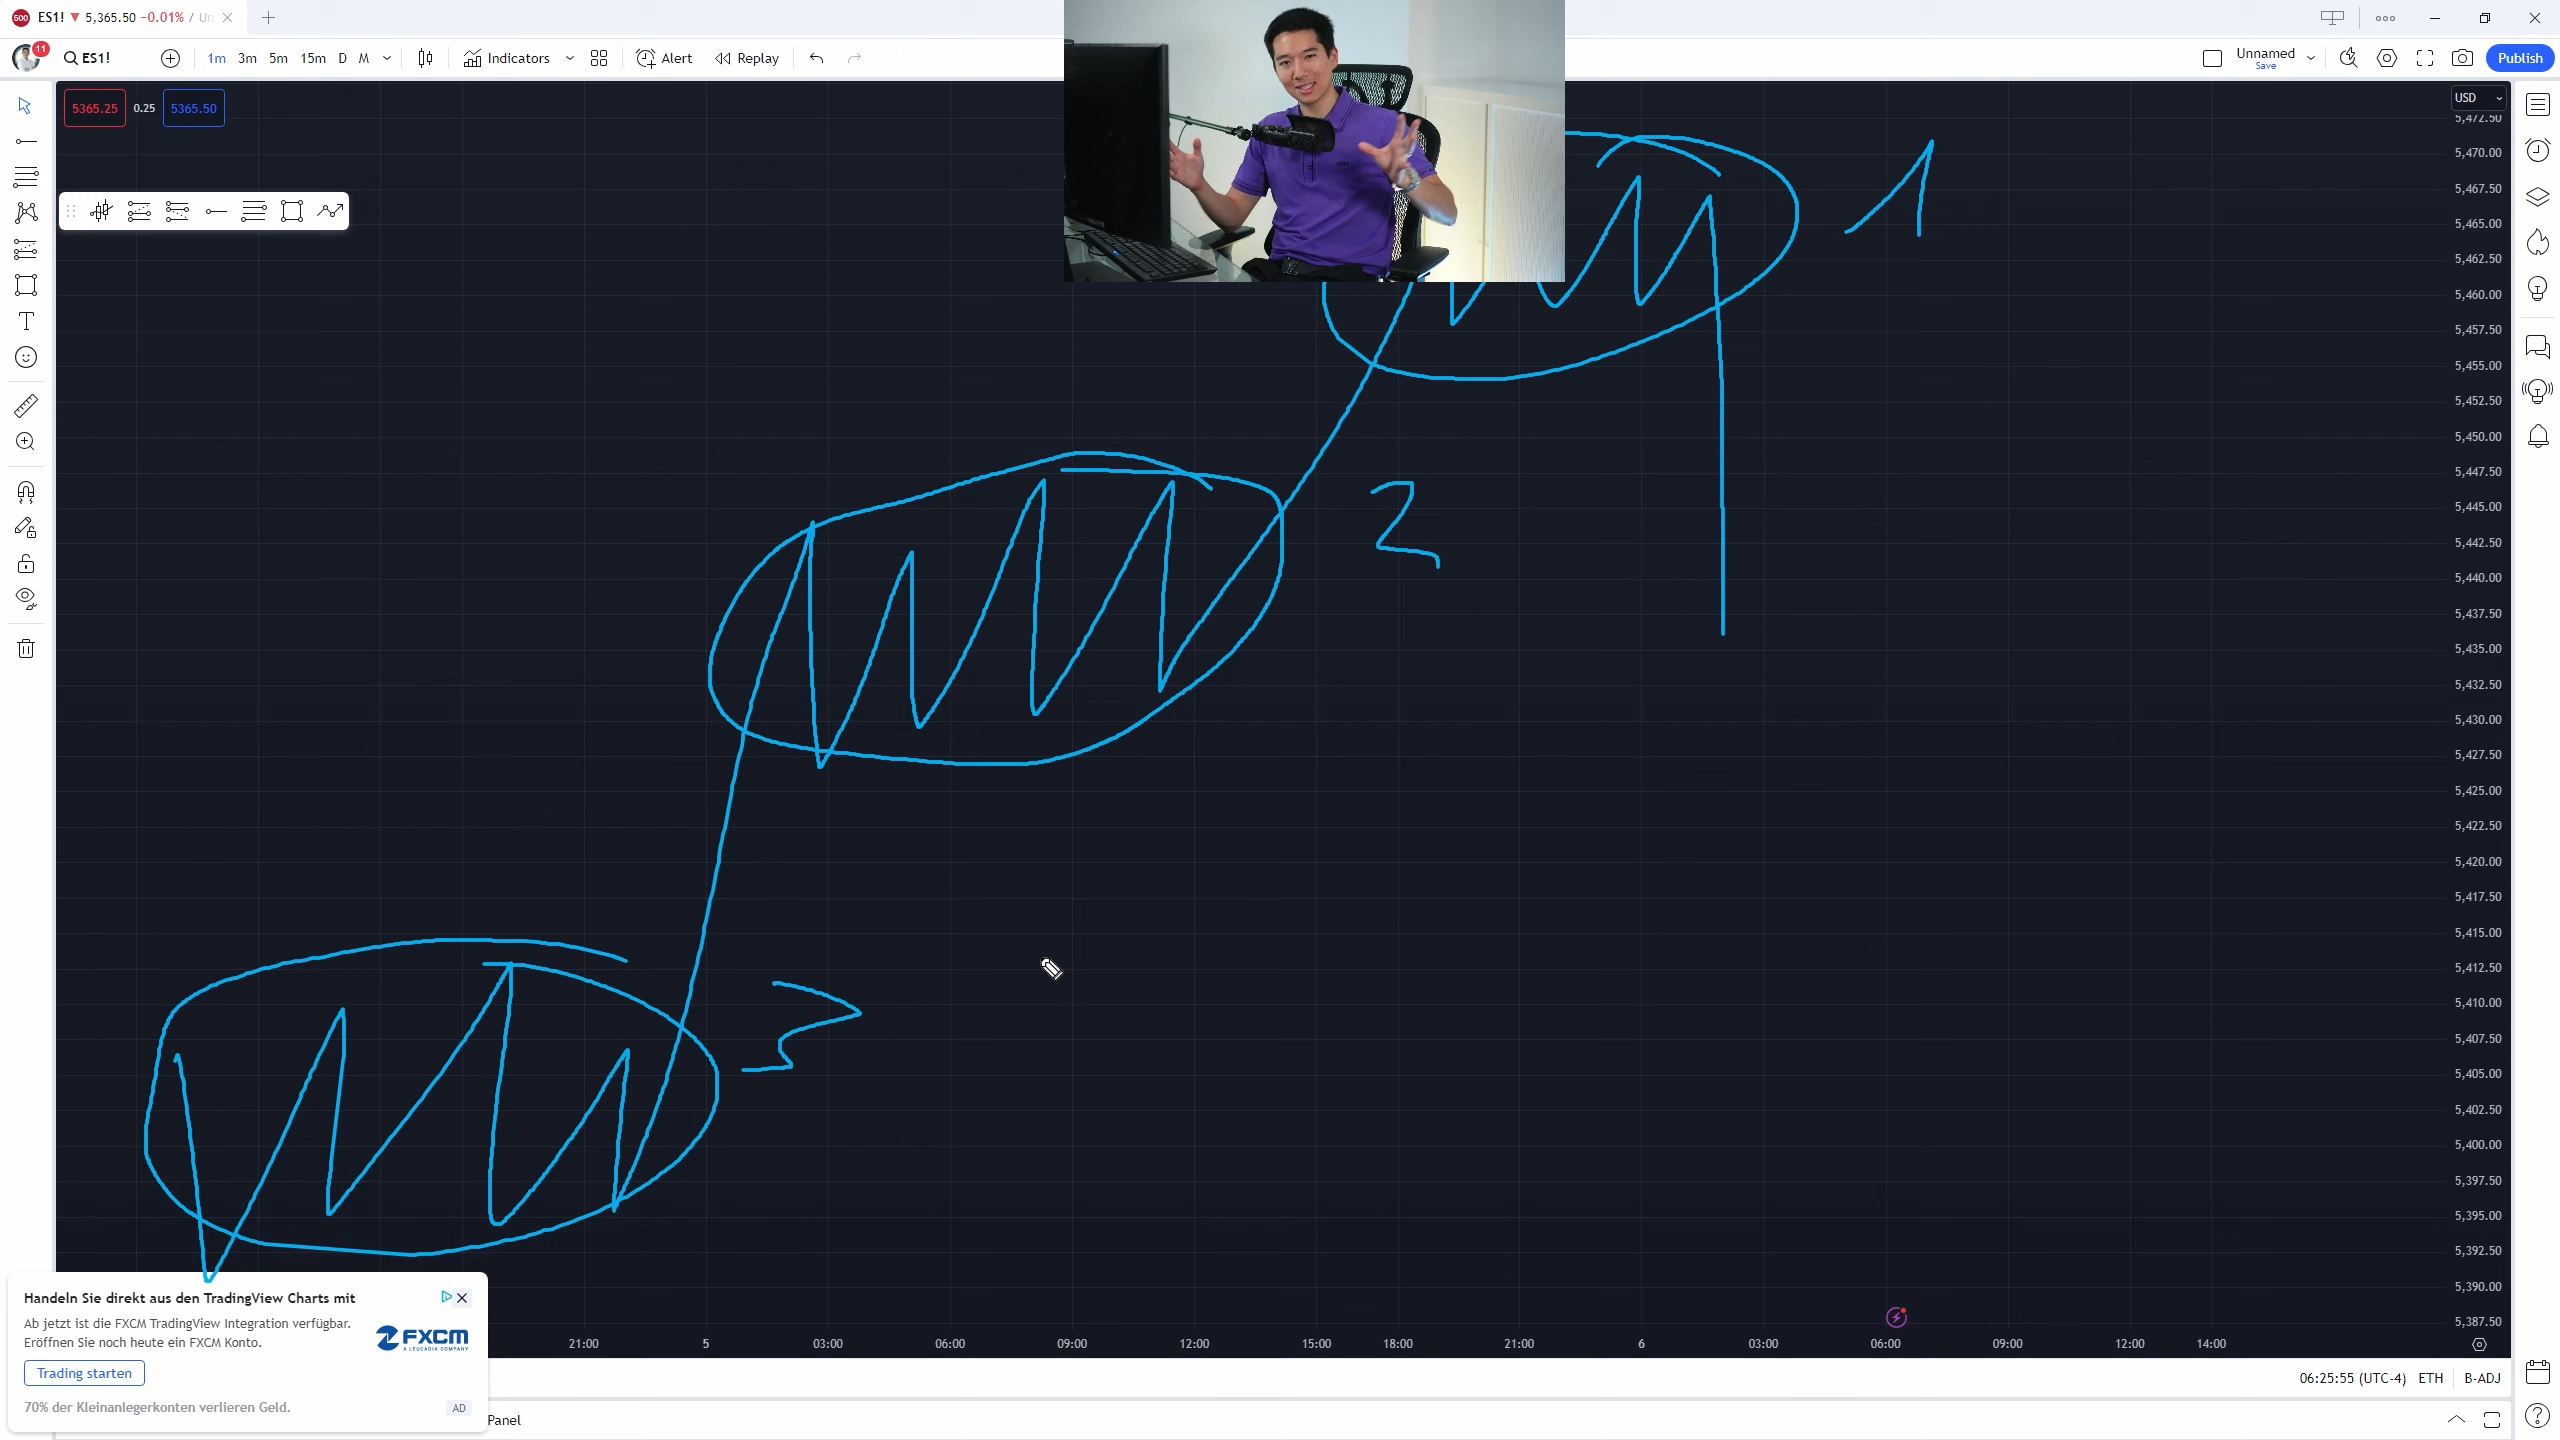 500 ES1! ▼ 5,365.50 −0.01% / Un
11 ES1! 1m 3m 5m 15m D M Indicators Alert Replay Unnamed Save Publish
5365.25 0.25 5365.50 USD
5,472.50
5,470.00
5,467.50
5,465.00
5,462.50
5,460.00
5,457.50
5,455.00
5,452.50
5,450.00
5,447.50
5,445.00
5,442.50
5,440.00
5,437.50
5,435.00
5,432.50
5,430.00
5,427.50
5,425.00
5,422.50
5,420.00
5,417.50
5,415.00
5,412.50
5,410.00
5,407.50
5,405.00
5,402.50
5,400.00
5,397.50
5,395.00
5,392.50
5,390.00
5,387.50
1
2
3
21:00 5 03:00 06:00 09:00 12:00 15:00 18:00 21:00 6 03:00 06:00 09:00 12:00 14:00
Handeln Sie direkt aus den TradingView Charts mit
Ab jetzt ist die FXCM TradingView Integration verfügbar.
Eröffnen Sie noch heute ein FXCM Konto.
FXCM
A LEUCADIA COMPANY
Trading starten
70% der Kleinanlegerkonten verlieren Geld.
AD
06:25:55 (UTC-4) ETH B-ADJ
Panel